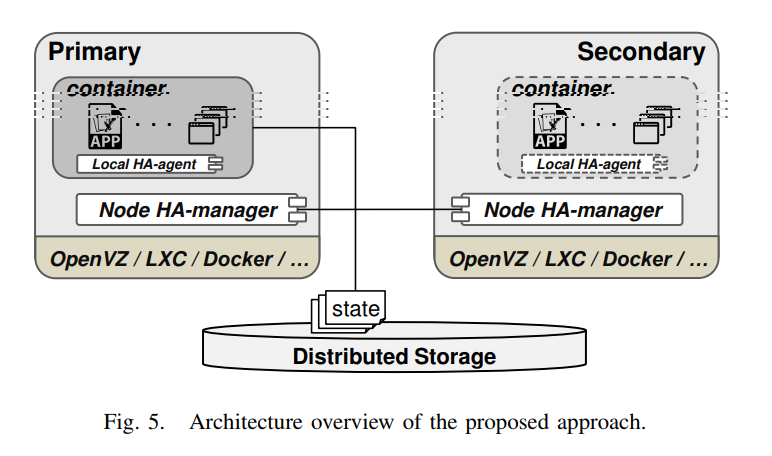 Primary
container
APP
Local HA-agent
Node HA-manager
OpenVZ / LXC / Docker / ...
Secondary
container
APP
Local HA-agent
Node HA-manager
OpenVZ / LXC / Docker / ...
state
Distributed Storage
Fig. 5. Architecture overview of the proposed approach.